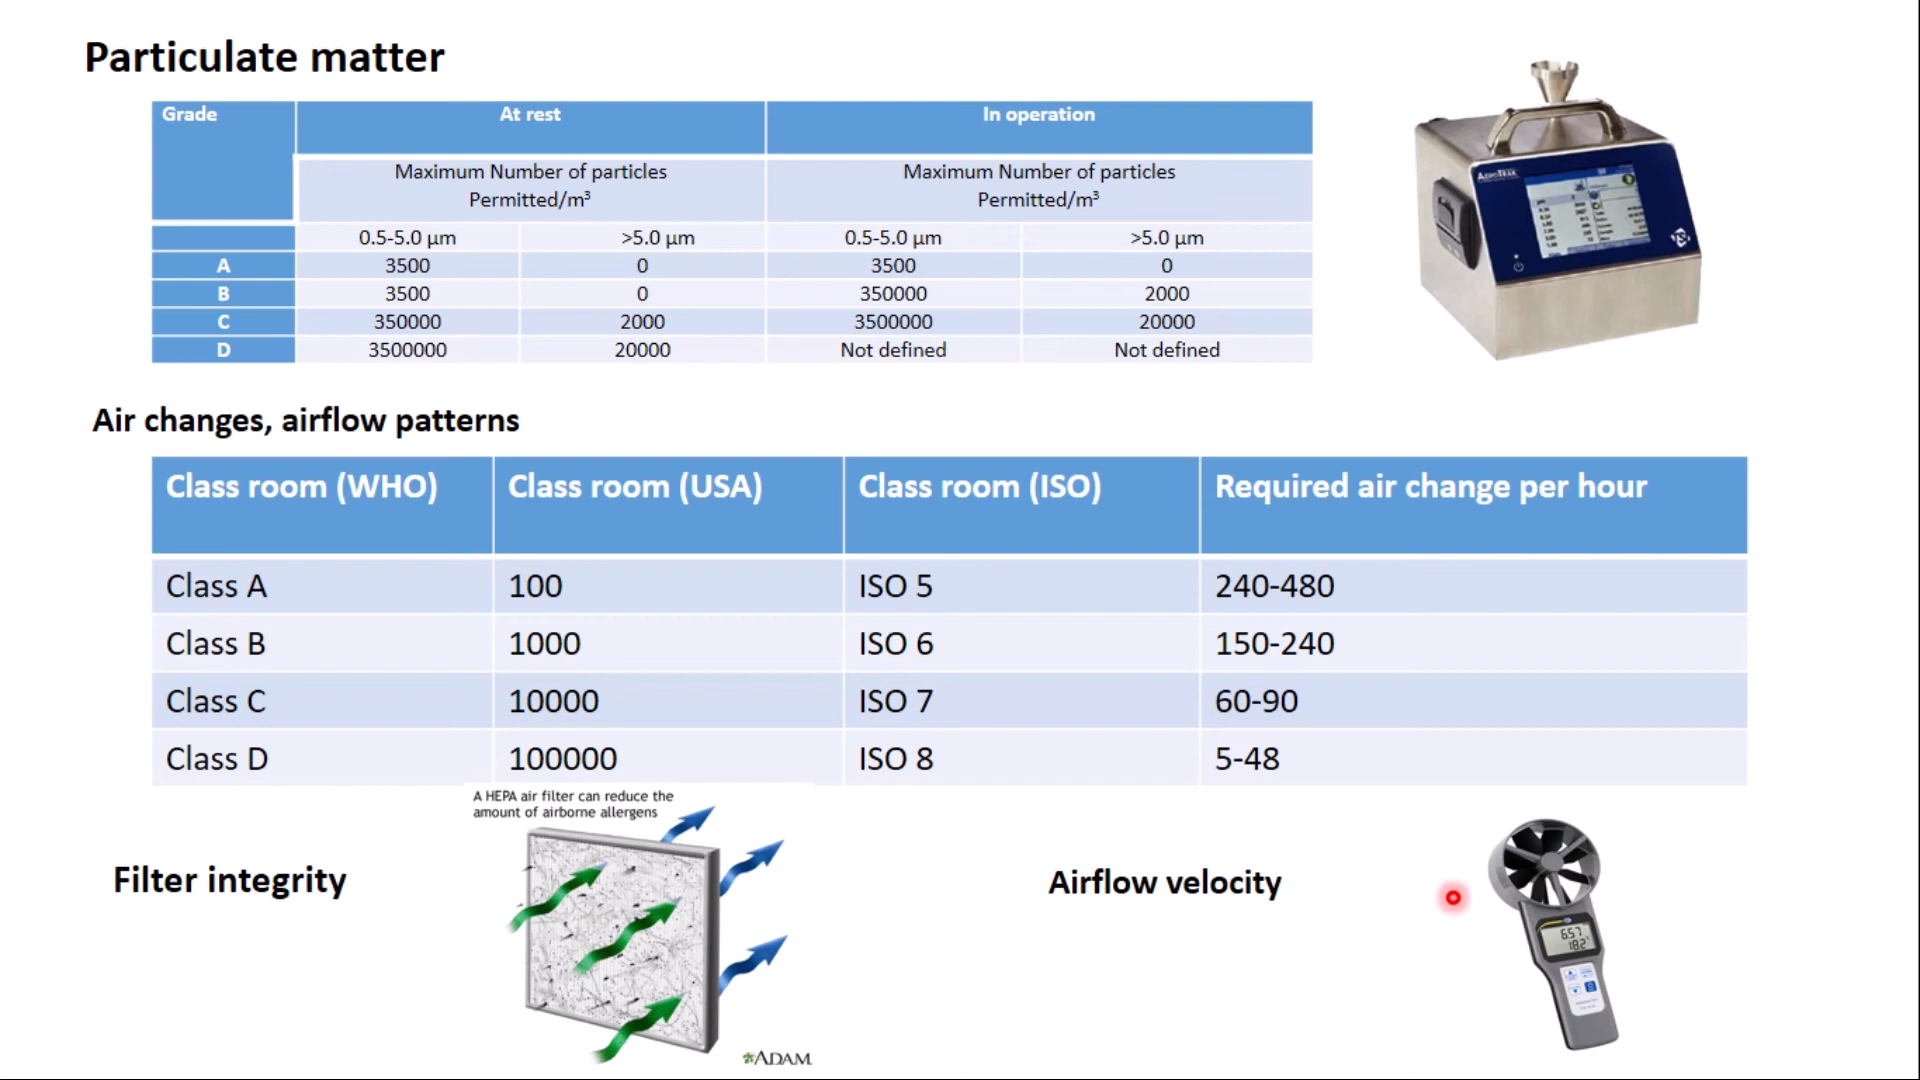 Particulate matter
Grade At rest In operation
Maximum Number of particles Maximum Number of particles
Permitted/m³ Permitted/m³
0.5-5.0 µm >5.0 µm 0.5-5.0 µm >5.0 µm
A 3500 0 3500 0
B 3500 0 350000 2000
C 350000 2000 3500000 20000
D 3500000 20000 Not defined Not defined
AEROTRAK
Air changes, airflow patterns
Class room (WHO) Class room (USA) Class room (ISO) Required air change per hour
Class A 100 ISO 5 240-480
Class B 1000 ISO 6 150-240
Class C 10000 ISO 7 60-90
Class D 100000 ISO 8 5-48
A HEPA air filter can reduce the
amount of airborne allergens
Filter integrity
Airflow velocity
ADAM